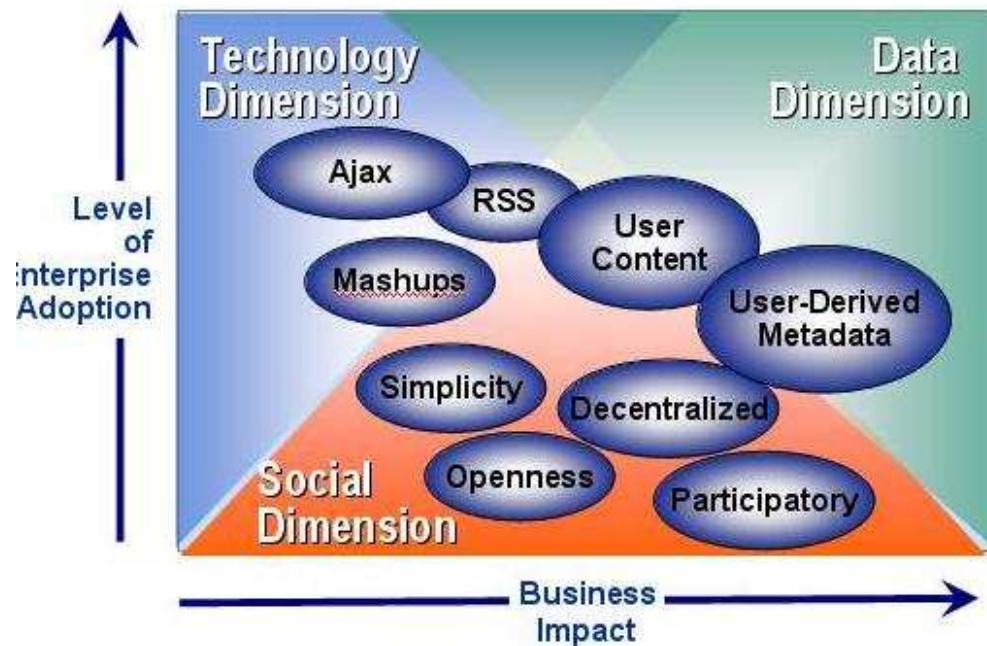 Technology
Dimension
Data
Dimension
Ajax
RSS
User
Content
Level
of
Enterprise
Adoption
Mashups
User-Derived
Metadata
Simplicity
Decentralized
Social
Dimension
Openness
Participatory
Business
Impact